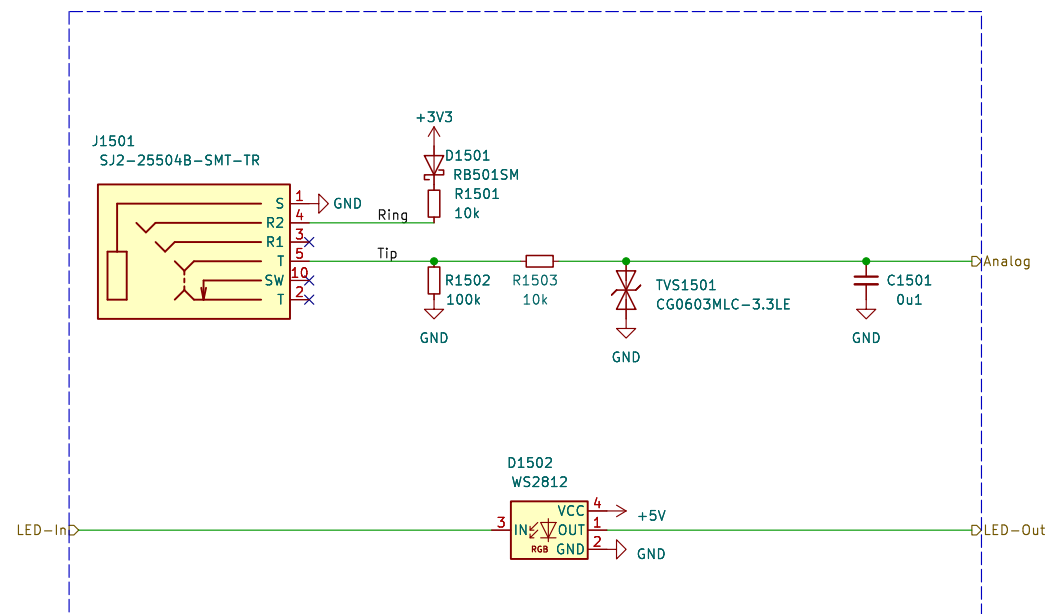 +3V3
J1501
SJ2-25504B-SMT-TR
D1501
RB501SM
R1501
10k
S
1
GND
R2
4
Ring
R1
3
T
5
Tip
SW
10
T
2
R1502
100k
GND
R1503
10k
TVS1501
CG0603MLC-3.3LE
GND
C1501
0u1
GND
Analog
D1502
WS2812
VCC
4
+5V
LED-In
3
IN
OUT
1
LED-Out
RGB
GND
2
GND